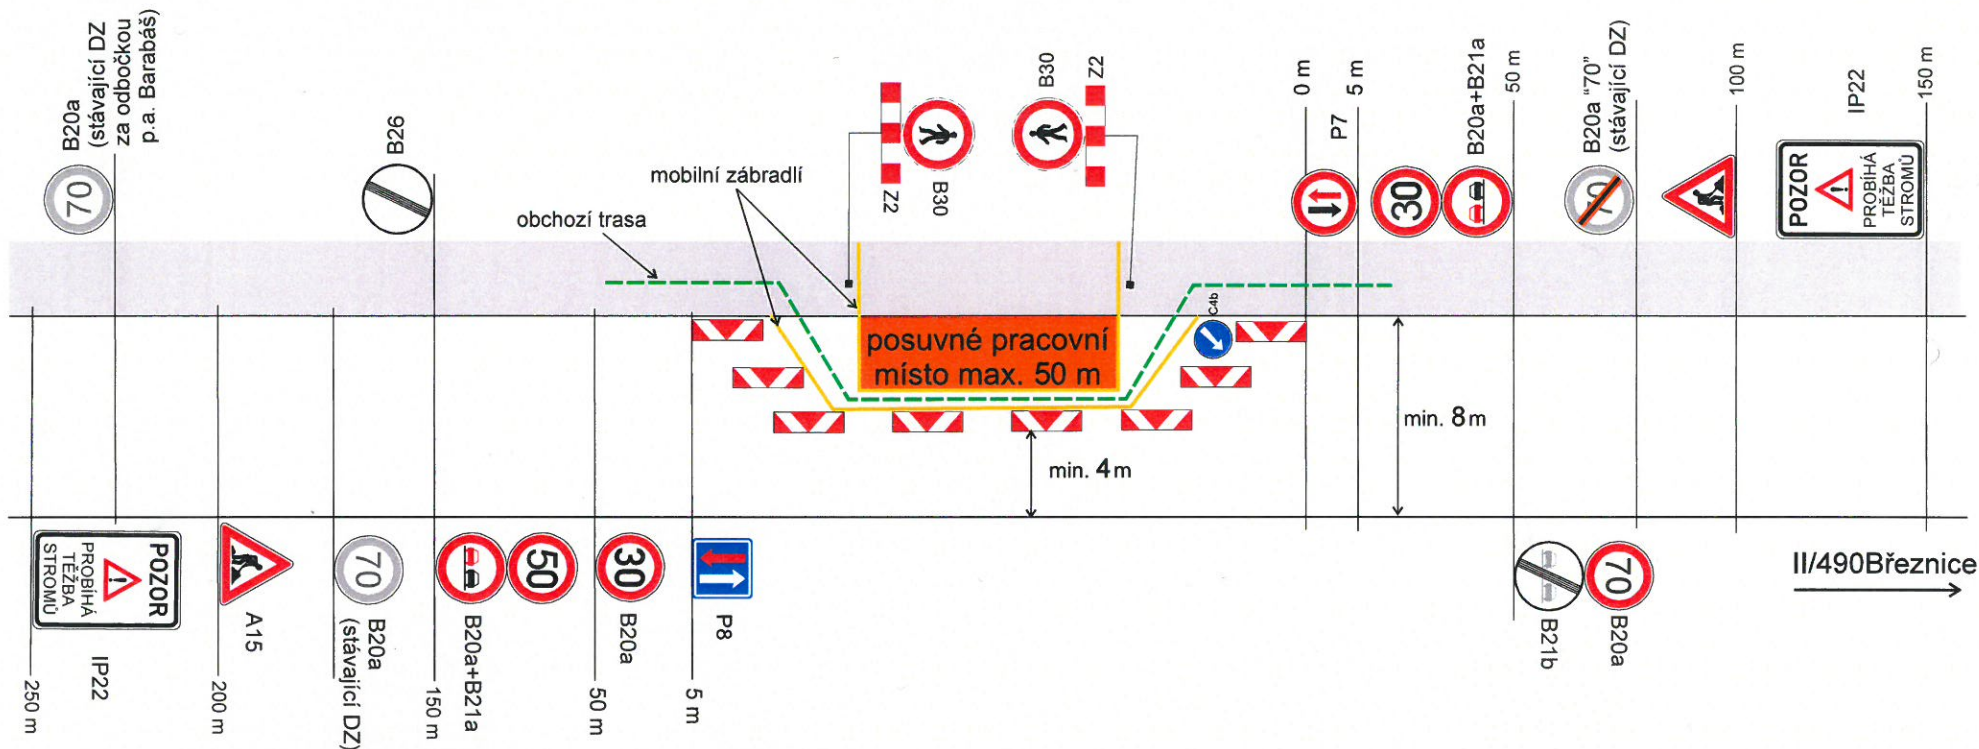 B20a
(stávající DZ
za odbočkou
p.a. Barabáš)
70
B26
mobilní zábradlí
obchozí trasa
Z2
B30
B30
Z2
0 m
5 m
P7
30
B20a+B21a
50 m
70
B20a "70"
(stávající DZ)
100 m
POZOR
PROBÍHÁ
TĚŽBA
STROMŮ
IP22
150 m
C4b
posuvné pracovní
místo max. 50 m
min. 4 m
min. 8 m
POZOR
PROBÍHÁ
TĚŽBA
STROMŮ
IP22
250 m
A15
200 m
70
B20a
(stávající DZ)
150 m
B20a+B21a
50
30
B20a
50 m
P8
5 m
B21b
70
B20a
II/490Březnice